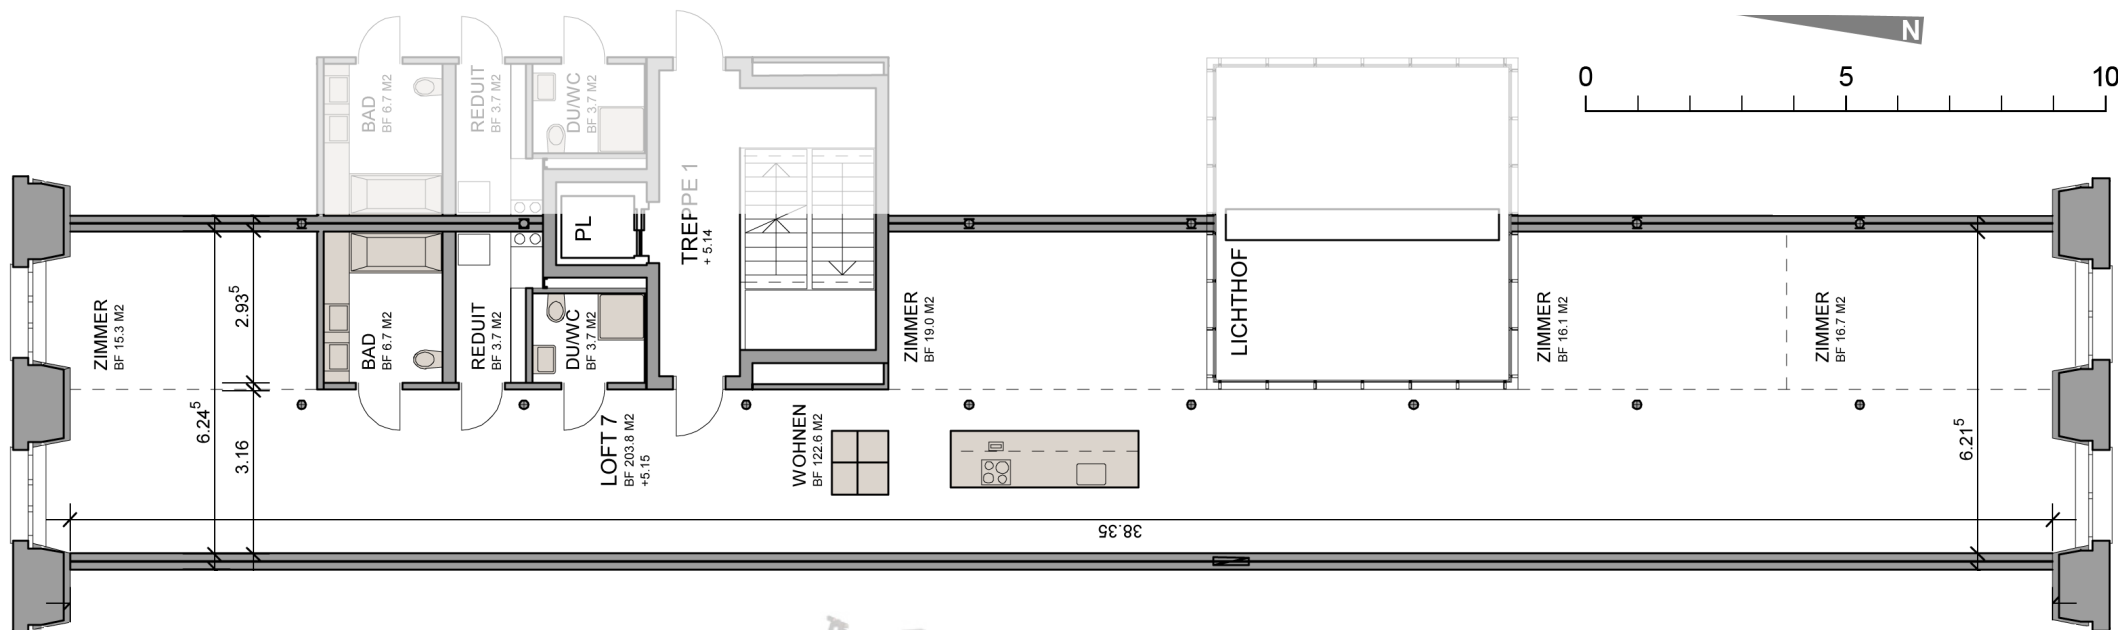 N
0 5 10
BAD
BF 6.7 M2
REDUIT
BF 3.7 M2
DU/WC
BF 3.7 M2
PL
TREPPE 1
+ 5.14
ZIMMER
BF 15.3 M2
2.93⁵
BAD
BF 6.7 M2
REDUIT
BF 3.7 M2
DU/WC
BF 3.7 M2
ZIMMER
BF 19.0 M2
LICHTHOF
ZIMMER
BF 16.1 M2
ZIMMER
BF 16.7 M2
6.24⁵
3.16
LOFT 7
BF 203.8 M2
+5.15
WOHNEN
BF 122.6 M2
6.21⁵
38.35